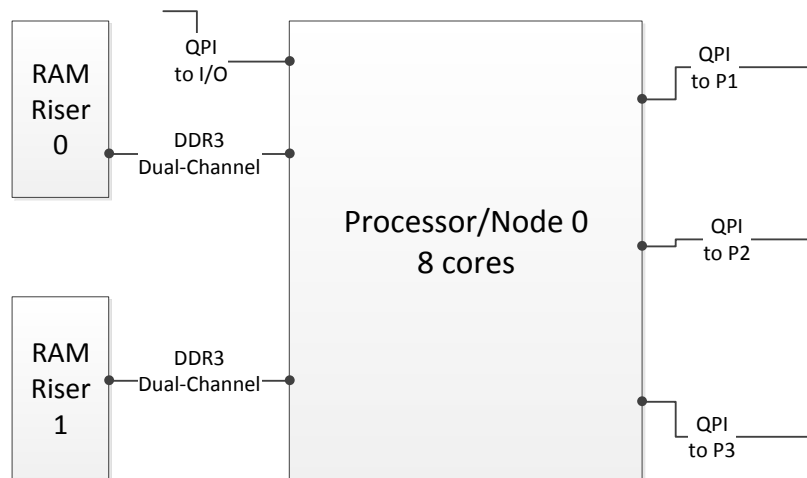 RAM
Riser
0
QPI
to I/O
DDR3
Dual-Channel
Processor/Node 0
8 cores
QPI
to P1
QPI
to P2
RAM
Riser
1
DDR3
Dual-Channel
QPI
to P3